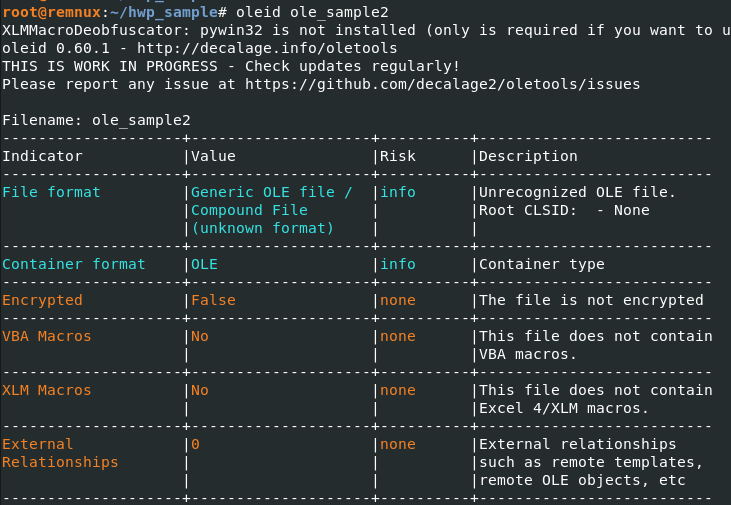 root@remnux:~/hwp_sample# oleid ole_sample2
XLMMacroDeobfuscator: pywin32 is not installed (only is required if you want to u
oleid 0.60.1 - http://decalage.info/oletools
THIS IS WORK IN PROGRESS - Check updates regularly!
Please report any issue at https://github.com/decalage2/oletools/issues

Filename: ole_sample2
--------------------+--------------------+----------+--------------------------
Indicator           |Value               |Risk      |Description
--------------------+--------------------+----------+--------------------------
File format         |Generic OLE file /  |info      |Unrecognized OLE file.
                    |Compound File       |          |Root CLSID:  - None
                    |(unknown format)    |          |
--------------------+--------------------+----------+--------------------------
Container format    |OLE                 |info      |Container type
--------------------+--------------------+----------+--------------------------
Encrypted           |False               |none      |The file is not encrypted
--------------------+--------------------+----------+--------------------------
VBA Macros          |No                  |none      |This file does not contain
                    |                    |          |VBA macros.
--------------------+--------------------+----------+--------------------------
XLM Macros          |No                  |none      |This file does not contain
                    |                    |          |Excel 4/XLM macros.
--------------------+--------------------+----------+--------------------------
External            |0                   |none      |External relationships
Relationships       |                    |          |such as remote templates,
                    |                    |          |remote OLE objects, etc
--------------------+--------------------+----------+--------------------------